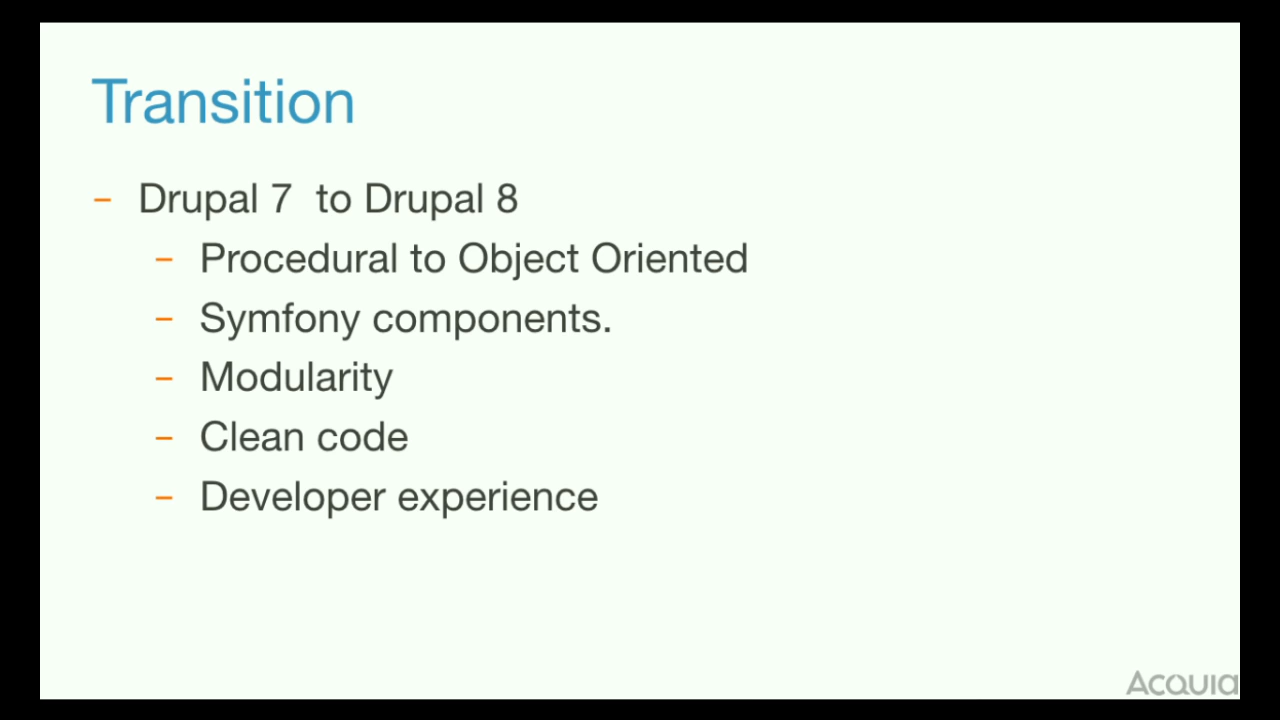 Transition
– Drupal 7  to Drupal 8
– Procedural to Object Oriented
– Symfony components.
– Modularity
– Clean code
– Developer experience
Acquia